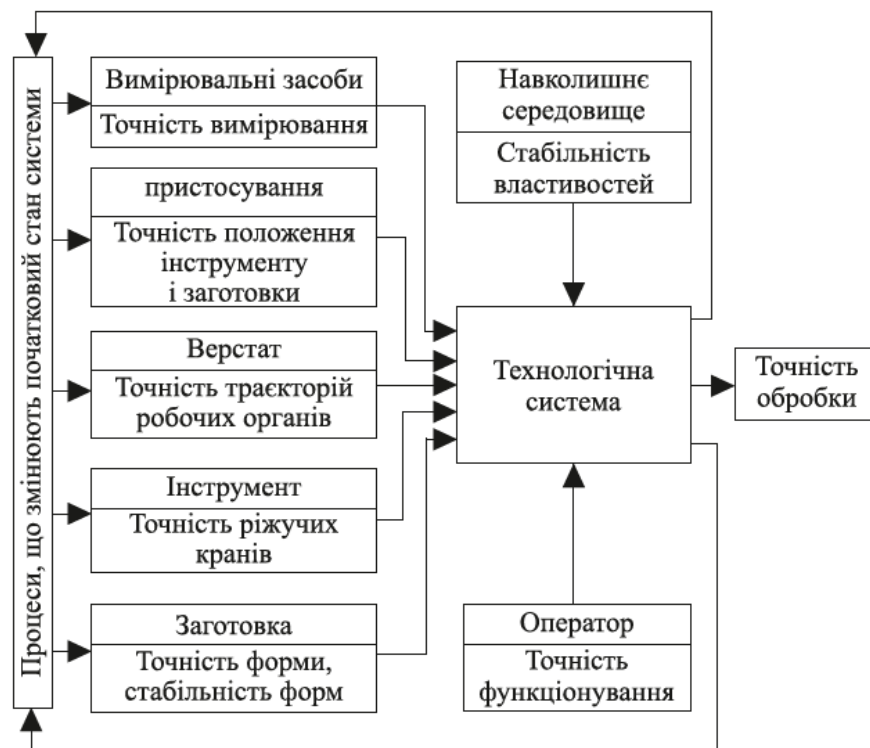 Процеси, що змінюють початковий стан системи
Вимірювальні засоби
Точність вимірювання
пристосування
Точність положення
інструменту
і заготовки
Верстат
Точність траєкторій
робочих органів
Інструмент
Точність ріжучих
кранів
Заготовка
Точність форми,
стабільність форм
Навколишнє
середовище
Стабільність
властивостей
Технологічна
система
Оператор
Точність
функціонування
Точність
обробки